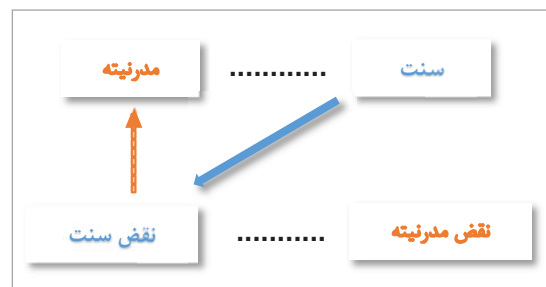 سنت ............ مدرنیته
نقض مدرنیته ........... نقض سنت